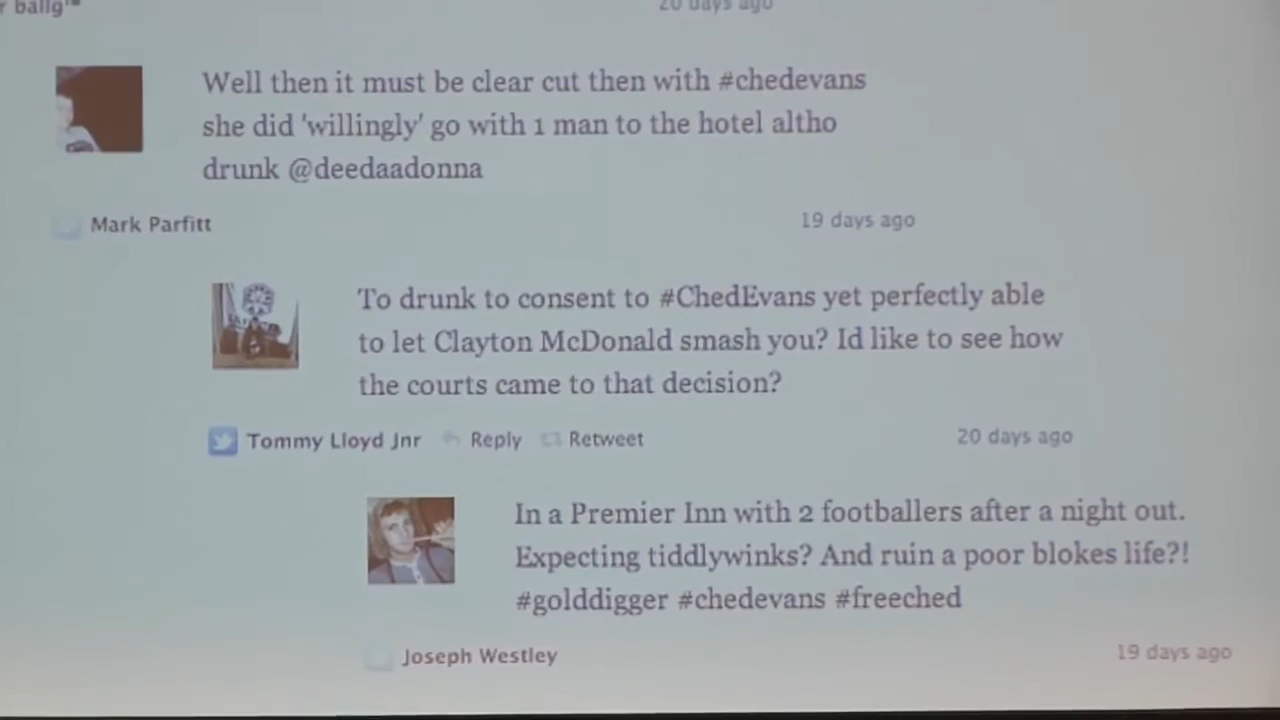 r ballg™
20 days ago
Well then it must be clear cut then with #chedevans
she did 'willingly' go with 1 man to the hotel altho
drunk @deedaadonna
Mark Parfitt
19 days ago
To drunk to consent to #ChedEvans yet perfectly able
to let Clayton McDonald smash you? Id like to see how
the courts came to that decision?
Tommy Lloyd Jnr Reply Retweet
20 days ago
In a Premier Inn with 2 footballers after a night out.
Expecting tiddlywinks? And ruin a poor blokes life?!
#golddigger #chedevans #freeched
Joseph Westley
19 days ago